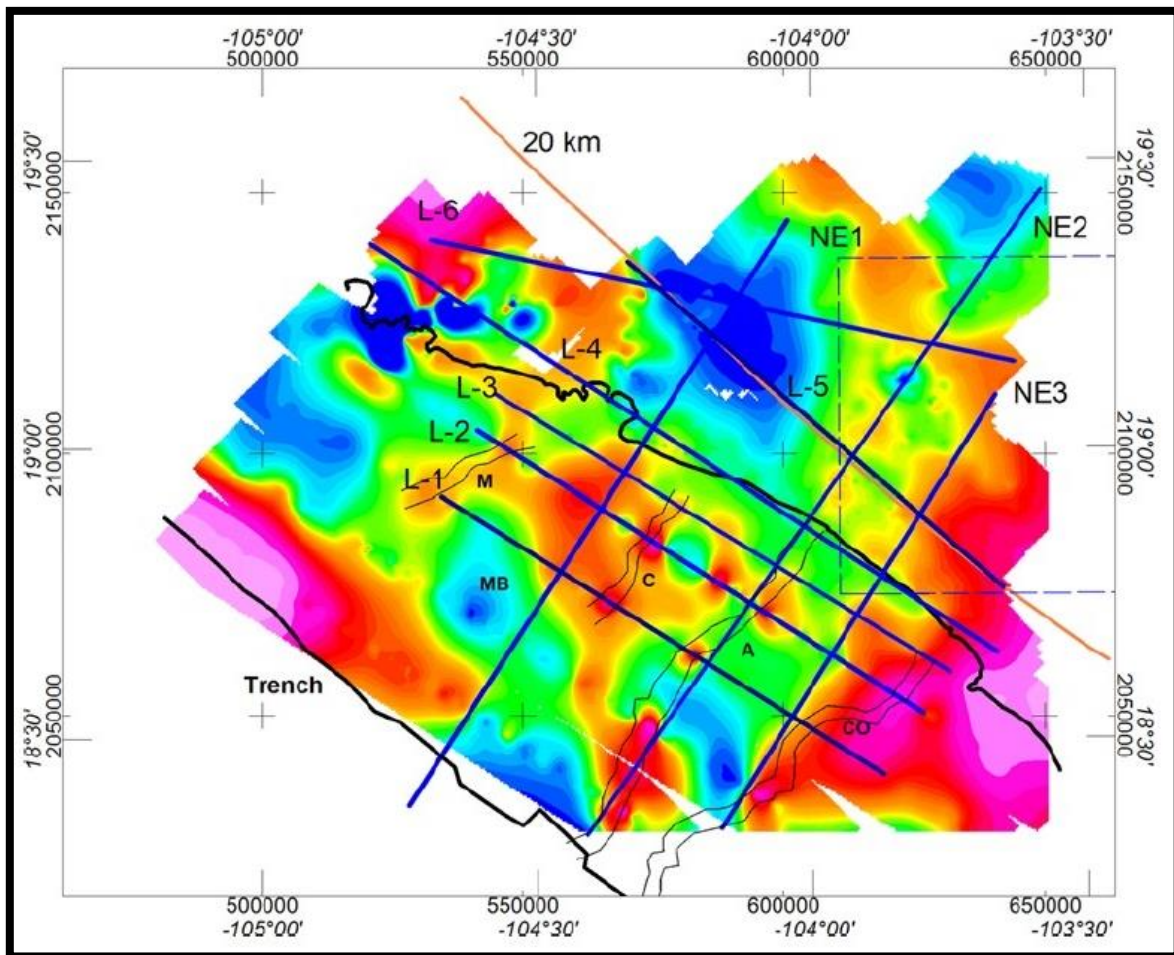 -105°00' -104°30' -104°00' -103°30'
500000 550000 600000 650000
20 km
19°30'
2150000
2150000
19°30'
L-6
NE1
NE2
L-4
L-3
L-5
NE3
L-2
19°00'
2100000
2100000
19°00'
L-1
M
MB
C
A
Trench
CO
18°30'
2050000
2050000
18°30'
500000 550000 600000 650000
-105°00' -104°30' -104°00' -103°30'